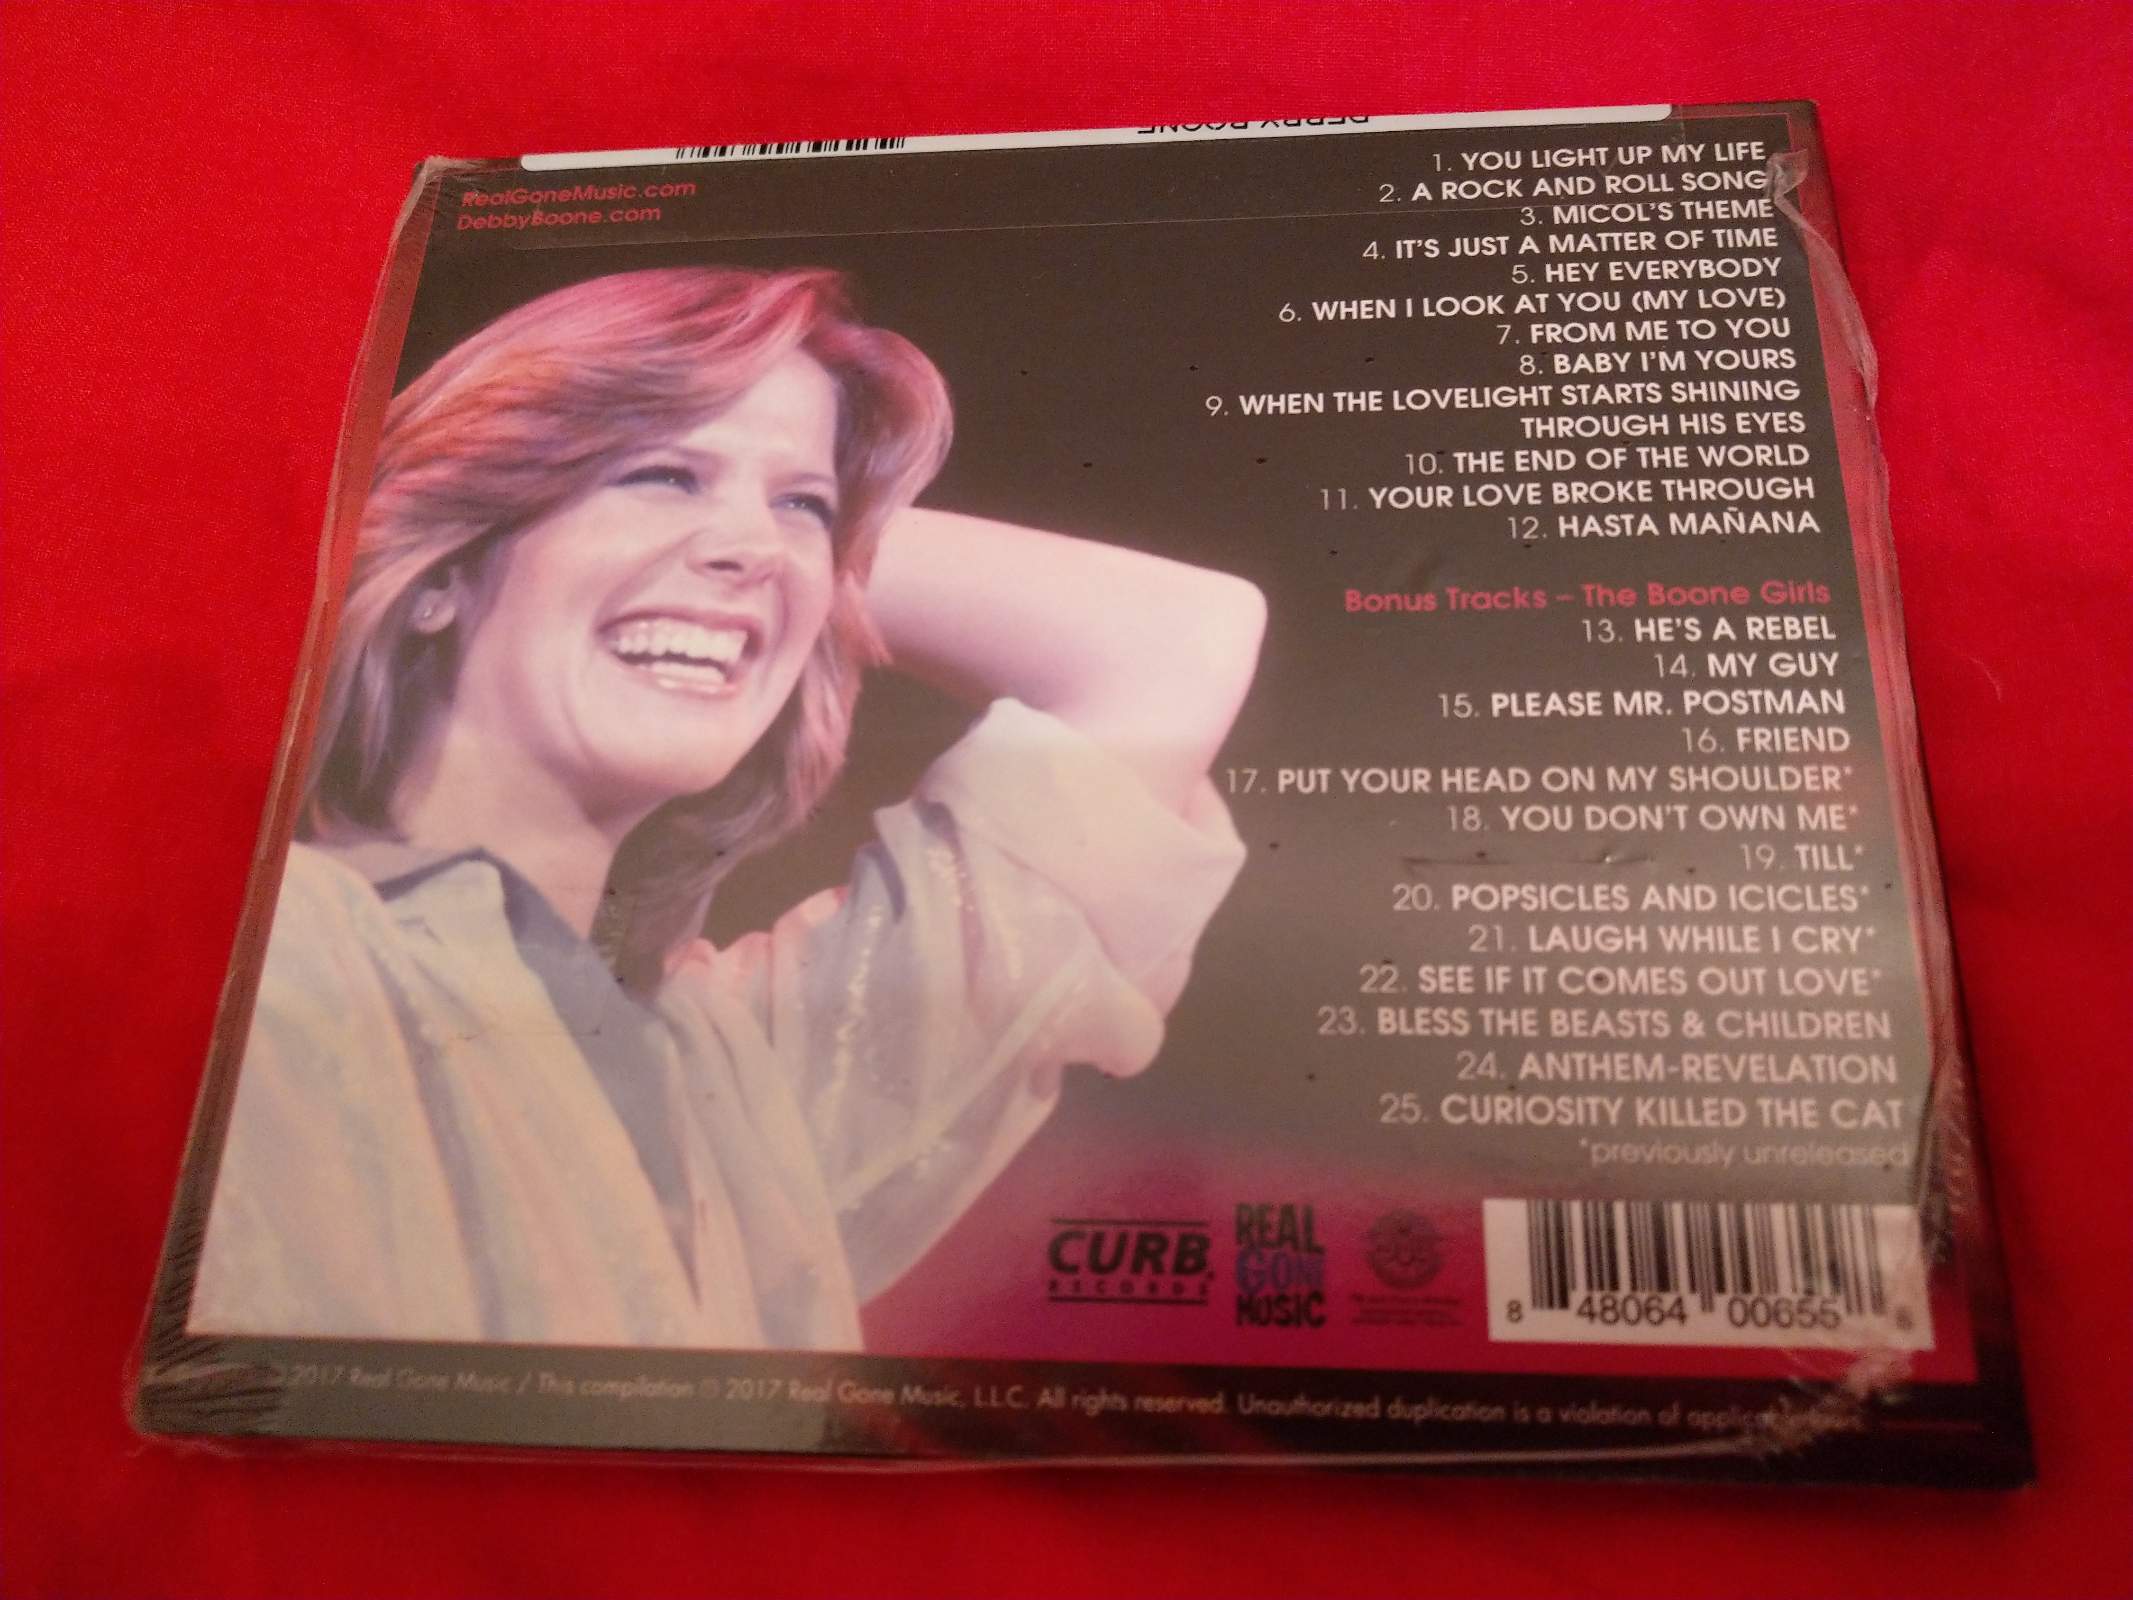 DEBBY BOONE
RealGoneMusic.com
DebbyBoone.com
1. YOU LIGHT UP MY LIFE
2. A ROCK AND ROLL SONG
3. MICOL'S THEME
4. IT'S JUST A MATTER OF TIME
5. HEY EVERYBODY
6. WHEN I LOOK AT YOU (MY LOVE)
7. FROM ME TO YOU
8. BABY I'M YOURS
9. WHEN THE LOVELIGHT STARTS SHINING
THROUGH HIS EYES
10. THE END OF THE WORLD
11. YOUR LOVE BROKE THROUGH
12. HASTA MAÑANA
Bonus Tracks – The Boone Girls
13. HE'S A REBEL
14. MY GUY
15. PLEASE MR. POSTMAN
16. FRIEND
17. PUT YOUR HEAD ON MY SHOULDER*
18. YOU DON'T OWN ME*
19. TILL*
20. POPSICLES AND ICICLES*
21. LAUGH WHILE I CRY*
22. SEE IF IT COMES OUT LOVE*
23. BLESS THE BEASTS & CHILDREN
24. ANTHEM-REVELATION
25. CURIOSITY KILLED THE CAT
*previously unreleased
CURB
RECORDS
REAL
GONE
MUSIC
8 48064 00655 8
2017 Real Gone Music / This compilation © 2017 Real Gone Music, L.L.C. All rights reserved. Unauthorized duplication is a violation of